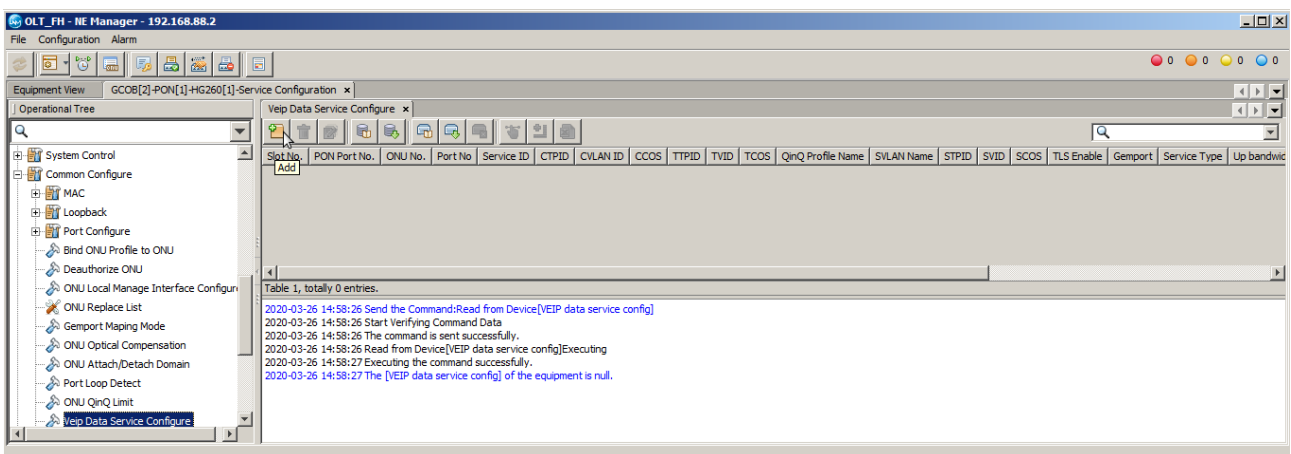 OLT_FH - NE Manager - 192.168.88.2
File Configuration Alarm
0 0 0 0
Equipment View GCOB[2]-PON[1]-HG260[1]-Service Configuration x
Operational Tree
Veip Data Service Configure x
System Control
Common Configure
MAC
Loopback
Port Configure
Bind ONU Profile to ONU
Deauthorize ONU
ONU Local Manage Interface Configur
ONU Replace List
Gemport Maping Mode
ONU Optical Compensation
ONU Attach/Detach Domain
Port Loop Detect
ONU QinQ Limit
Veip Data Service Configure
Slot No. PON Port No. ONU No. Port No Service ID CTPID CVLAN ID CCOS TTPID TVID TCOS QinQ Profile Name SVLAN Name STPID SVID SCOS TLS Enable Gemport Service Type Up bandwid
Add
Table 1, totally 0 entries.
2020-03-26 14:58:26 Send the Command:Read from Device[VEIP data service config]
2020-03-26 14:58:26 Start Verifying Command Data
2020-03-26 14:58:26 The command is sent successfully.
2020-03-26 14:58:26 Read from Device[VEIP data service config]Executing
2020-03-26 14:58:27 Executing the command successfully.
2020-03-26 14:58:27 The [VEIP data service config] of the equipment is null.